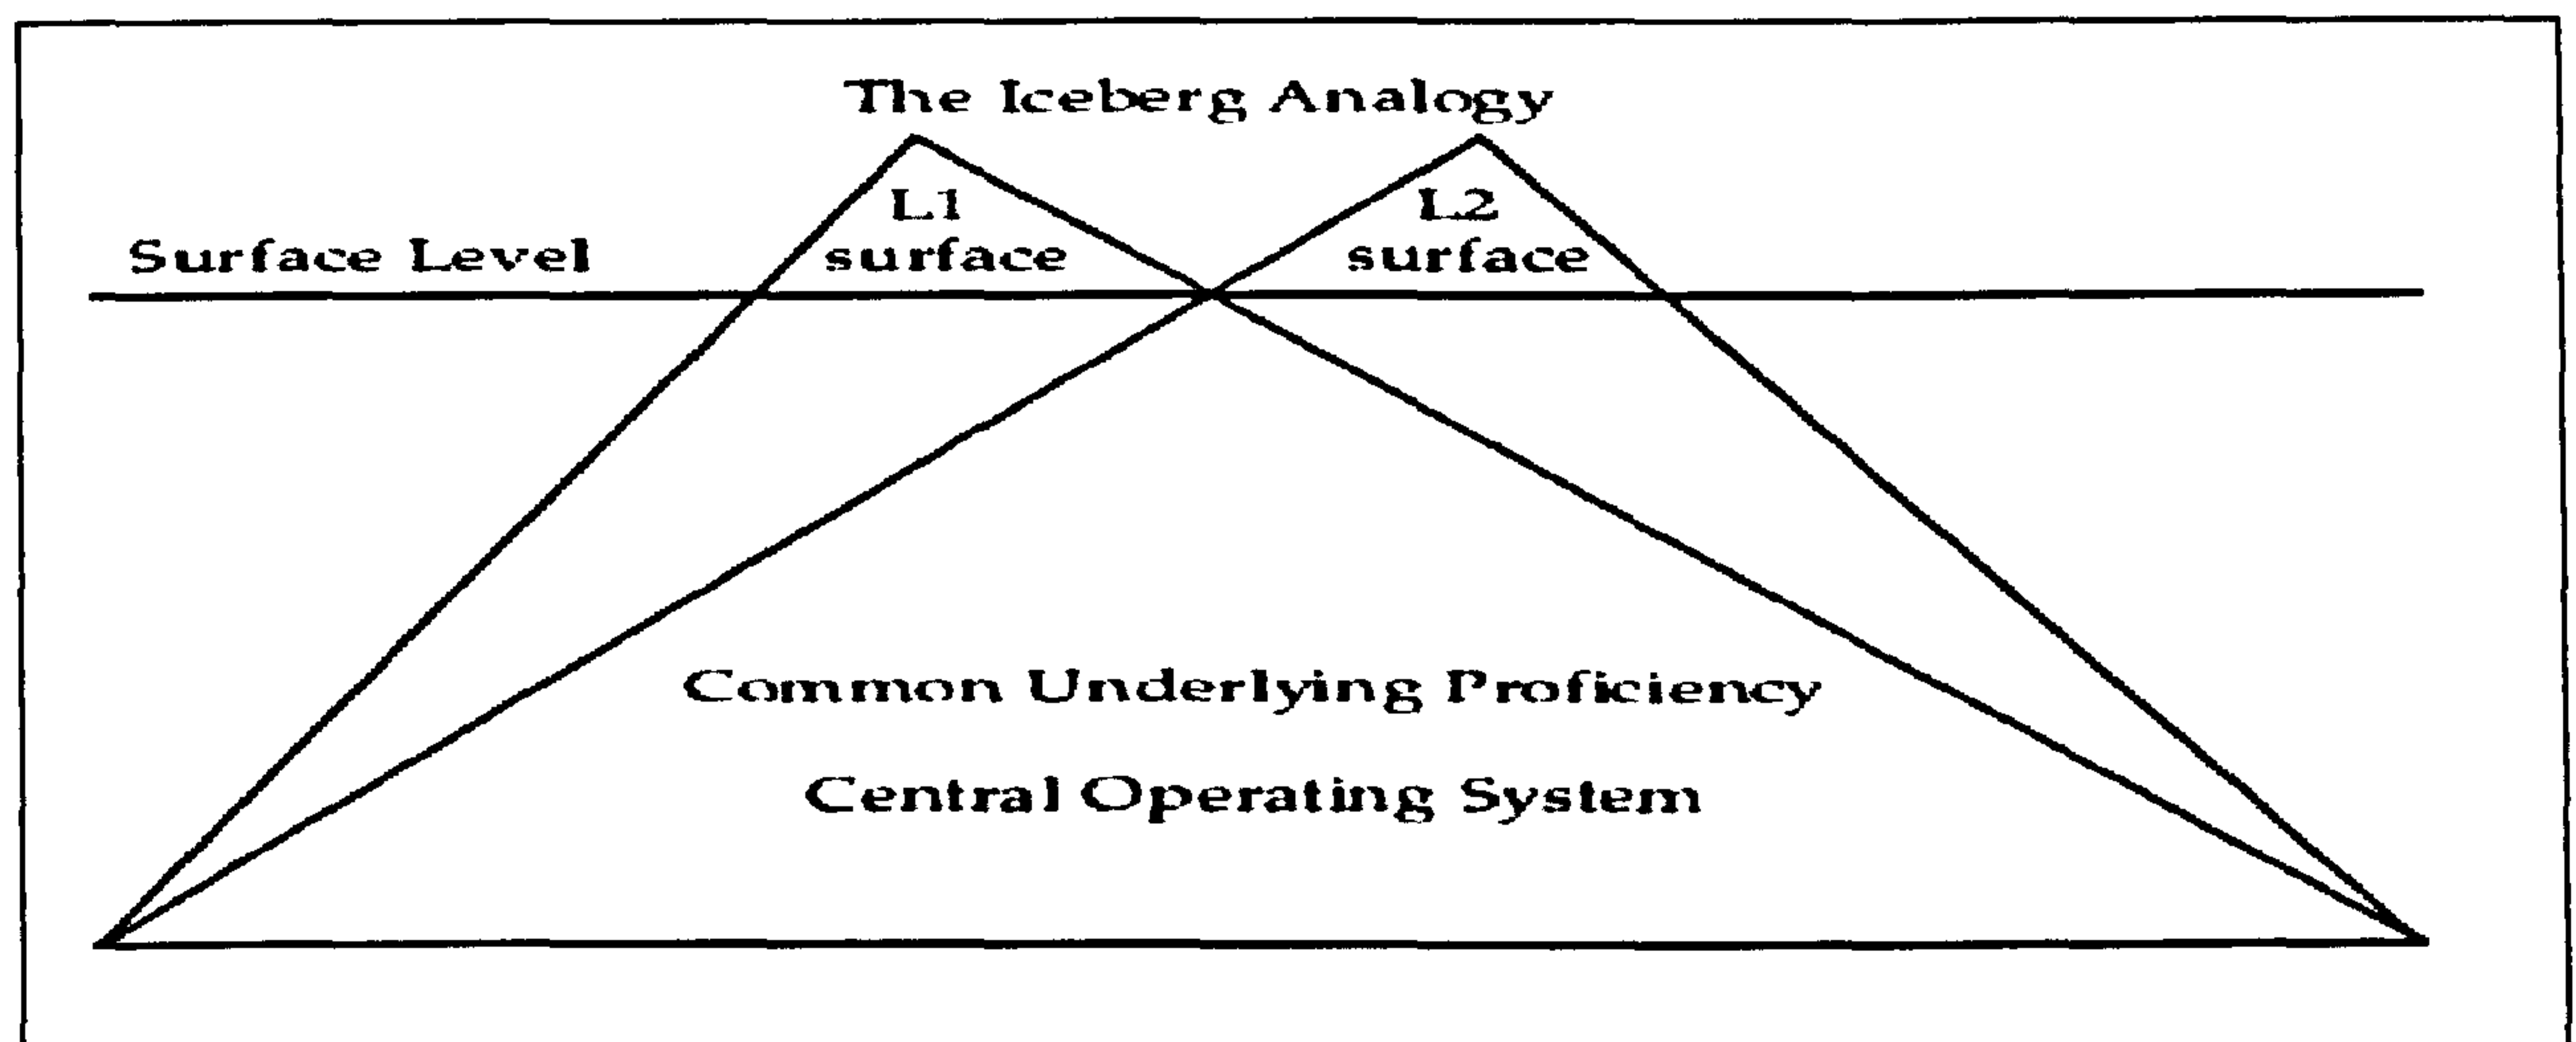 The Iceberg Analogy
L1
surface
L2
surface
Surface Level
Common Underlying Proficiency
Central Operating System